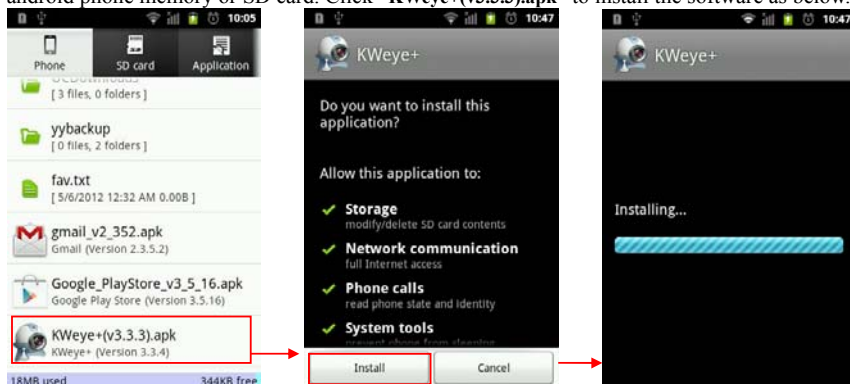 android phone memory or SD card. Click "KWeye+(v3.3.3).apk" to install the software as below.
10:05
Phone
SD card
Application
[ 3 files, 0 folders ]
yybackup
[ 0 files, 2 folders ]
fav.txt
[ 5/6/2012 12:32 AM 0.00B ]
gmail_v2_352.apk
Gmail (Version 2.3.5.2)
Google_PlayStore_v3_5_16.apk
Google Play Store (Version 3.5.16)
KWeye+(v3.3.3).apk
KWeye+ (Version 3.3.4)
18MB used
344KB free
10:47
KWeye+
Do you want to install this
application?
Allow this application to:
Storage
modify/delete SD card contents
Network communication
full Internet access
Phone calls
read phone state and identity
System tools
prevent phone from sleeping
Install
Cancel
10:47
KWeye+
Installing...